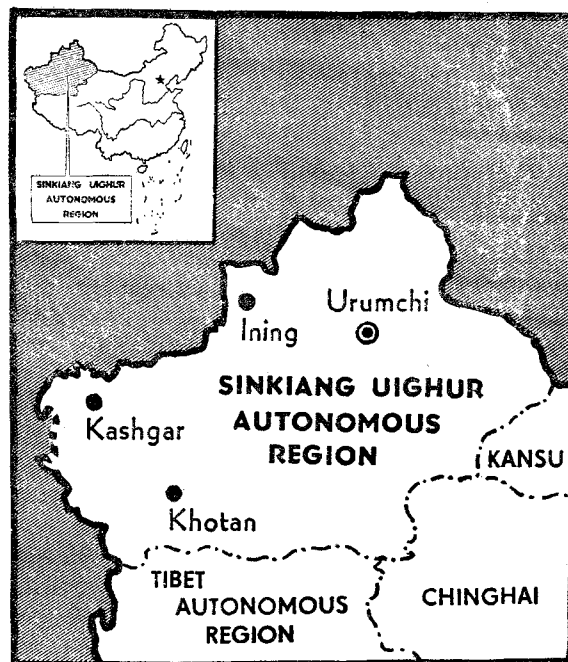 SINKIANG UIGHUR
AUTONOMOUS
REGION
Urumchi
Ining
SINKIANG UIGHUR
AUTONOMOUS
REGION
Kashgar
KANSU
Khotan
TIBET
AUTONOMOUS
REGION
CHINGHAI